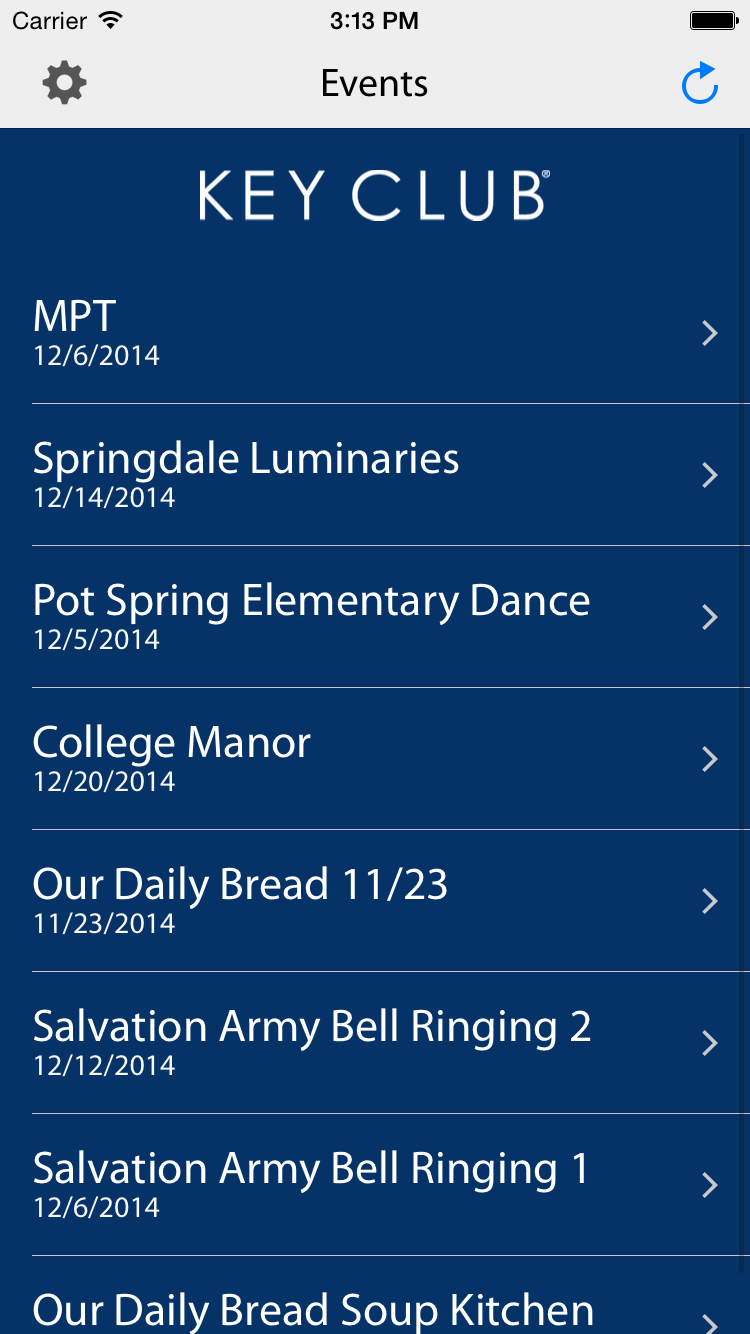 Carrier 3:13 PM
Events
KEY CLUB®
MPT
12/6/2014
Springdale Luminaries
12/14/2014
Pot Spring Elementary Dance
12/5/2014
College Manor
12/20/2014
Our Daily Bread 11/23
11/23/2014
Salvation Army Bell Ringing 2
12/12/2014
Salvation Army Bell Ringing 1
12/6/2014
Our Daily Bread Soup Kitchen